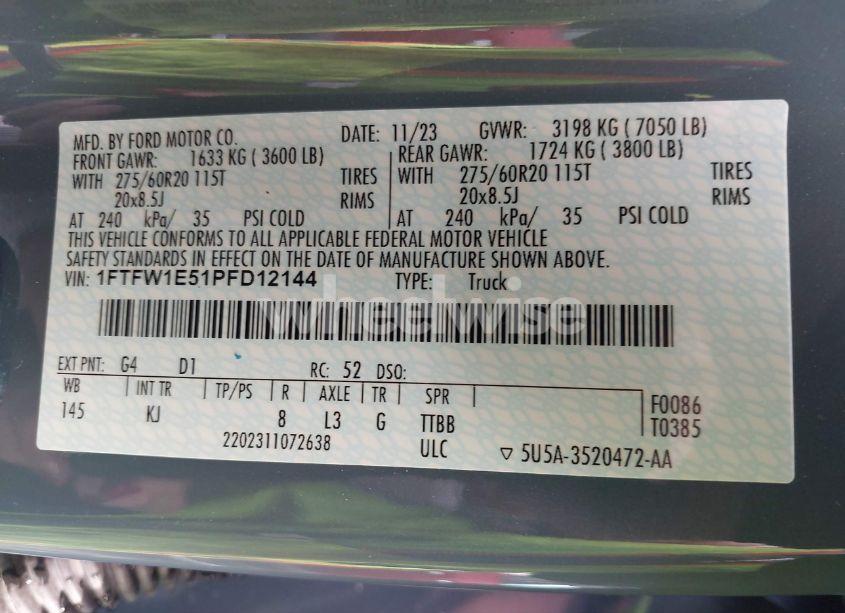 MFD. BY FORD MOTOR CO. DATE: 11/23 GVWR: 3198 KG ( 7050 LB)
FRONT GAWR: 1633 KG ( 3600 LB) REAR GAWR: 1724 KG ( 3800 LB)
WITH 275/60R20 115T TIRES WITH 275/60R20 115T TIRES
20x8.5J RIMS 20x8.5J RIMS
AT 240 kPa/ 35 PSI COLD AT 240 kPa/ 35 PSI COLD
THIS VEHICLE CONFORMS TO ALL APPLICABLE FEDERAL MOTOR VEHICLE
SAFETY STANDARDS IN EFFECT ON THE DATE OF MANUFACTURE SHOWN ABOVE.
VIN: 1FTFW1E51PFD12144 TYPE: Truck
wheelwise
EXT PNT: G4 D1 RC: 52 DSO:
WB INT TR TP/PS R AXLE TR SPR
145 KJ 8 L3 G TTBB F0086
T0385
2202311072638 ULC ▽ 5U5A-3520472-AA